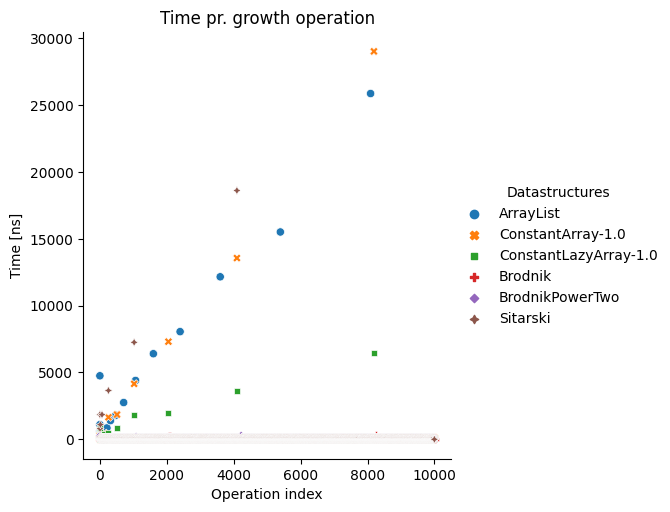 Time pr. growth operation
30000
25000
20000
15000
10000
5000
0
Time [ns]
0 2000 4000 6000 8000 10000
Operation index
Datastructures
ArrayList
ConstantArray-1.0
ConstantLazyArray-1.0
Brodnik
BrodnikPowerTwo
Sitarski